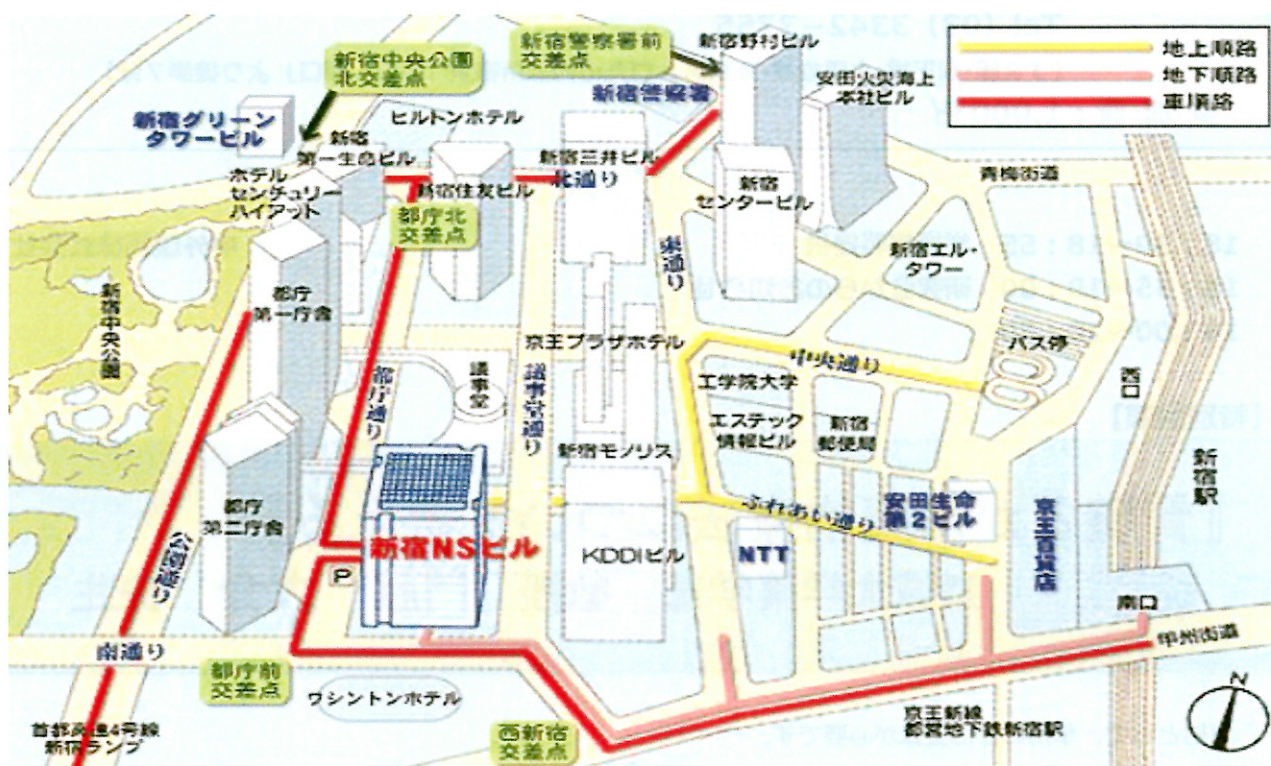 新宿警察署前
交差点
新宿野村ビル
地上順路
地下順路
車順路
新宿中央公園
北交差点
新宿警察署
安田火災海上
本社ビル
新宿グリーン
タワービル
ヒルトンホテル
新宿
第一生命ビル
新宿三井ビル
北通り
青梅街道
ホテル
センチュリー
ハイアット
新宿住友ビル
新宿
センタービル
都庁北
交差点
東通り
新宿エル・
タワー
都庁
第一庁舎
新宿中央公園
京王プラザホテル
中央通り
バス停
西口
都庁通り
議事堂
議事堂通り
工学院大学
エステック
情報ビル
新宿
郵便局
新宿駅
新宿モノリス
都庁
第二庁舎
ふれあい通り
安田生命
第2ビル
京王百貨店
公園通り
新宿NSビル
P
KDDIビル
NTT
南口
甲州街道
南通り
都庁前
交差点
ワシントンホテル
N
首都高速4号線
新宿ランプ
西新宿
交差点
京王新線
都営地下鉄新宿駅